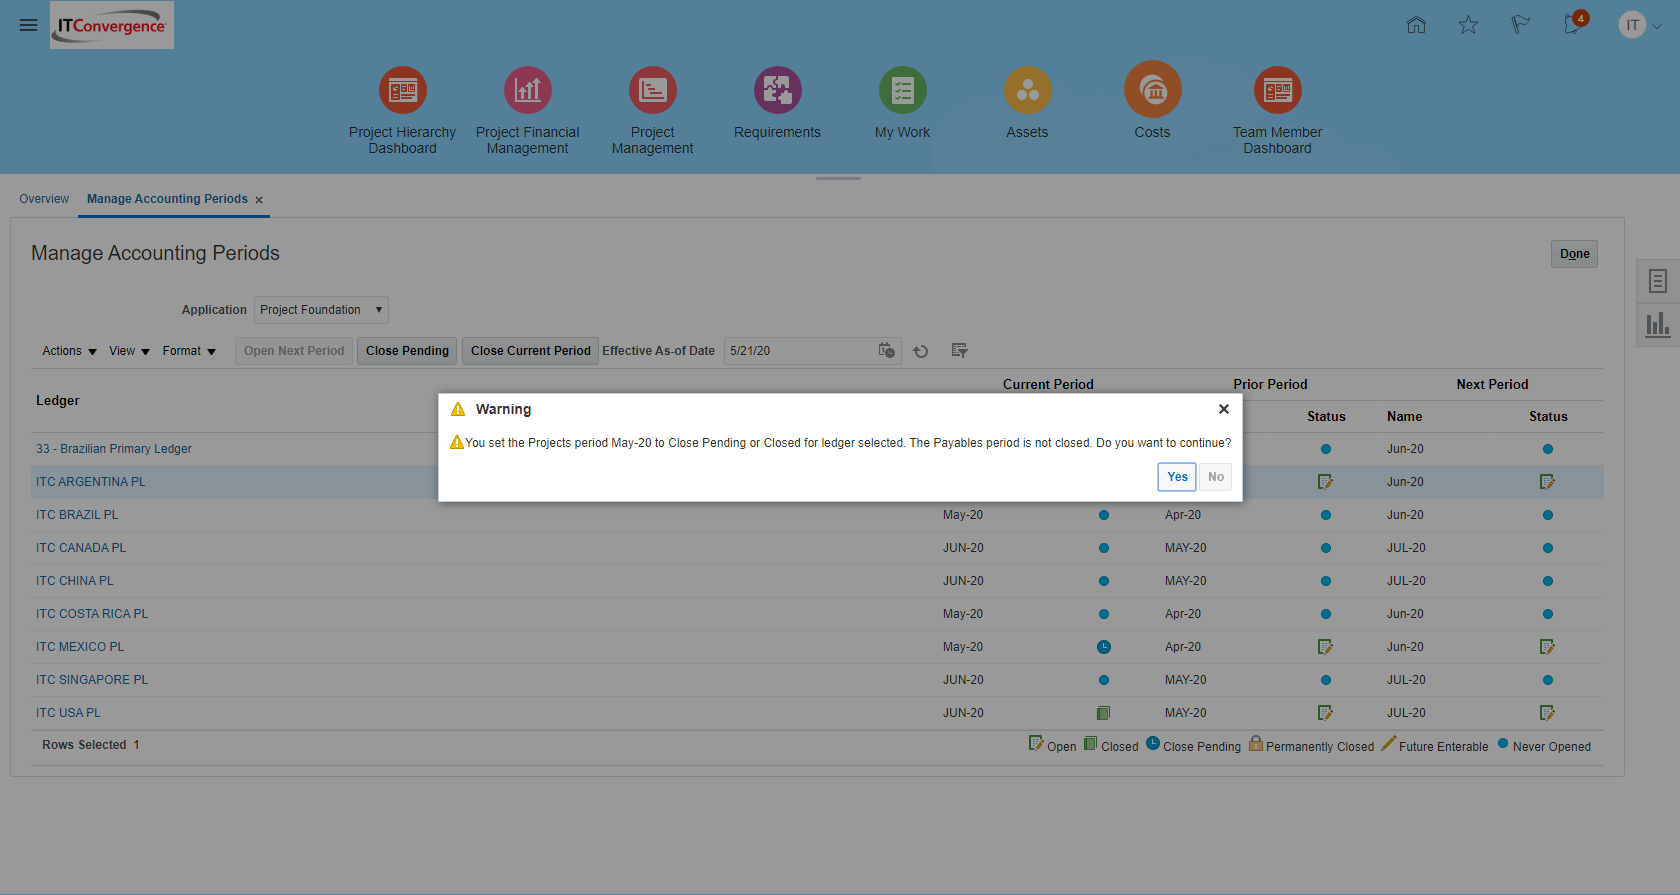 ITConvergence
4
IT
Project Hierarchy Dashboard
Project Financial Management
Project Management
Requirements
My Work
Assets
Costs
Team Member Dashboard
Overview
Manage Accounting Periods ×
Manage Accounting Periods
Done
Application Project Foundation
Actions View Format Open Next Period Close Pending Close Current Period Effective As-of Date 5/21/20
Current Period Prior Period Next Period
Ledger
Status Name Status
Warning
You set the Projects period May-20 to Close Pending or Closed for ledger selected. The Payables period is not closed. Do you want to continue?
Yes No
33 - Brazilian Primary Ledger Jun-20
ITC ARGENTINA PL Jun-20
ITC BRAZIL PL May-20 Apr-20 Jun-20
ITC CANADA PL JUN-20 MAY-20 JUL-20
ITC CHINA PL JUN-20 MAY-20 JUL-20
ITC COSTA RICA PL May-20 Apr-20 Jun-20
ITC MEXICO PL May-20 Apr-20 Jun-20
ITC SINGAPORE PL JUN-20 MAY-20 JUL-20
ITC USA PL JUN-20 MAY-20 JUL-20
Rows Selected 1
Open Closed Close Pending Permanently Closed Future Enterable Never Opened